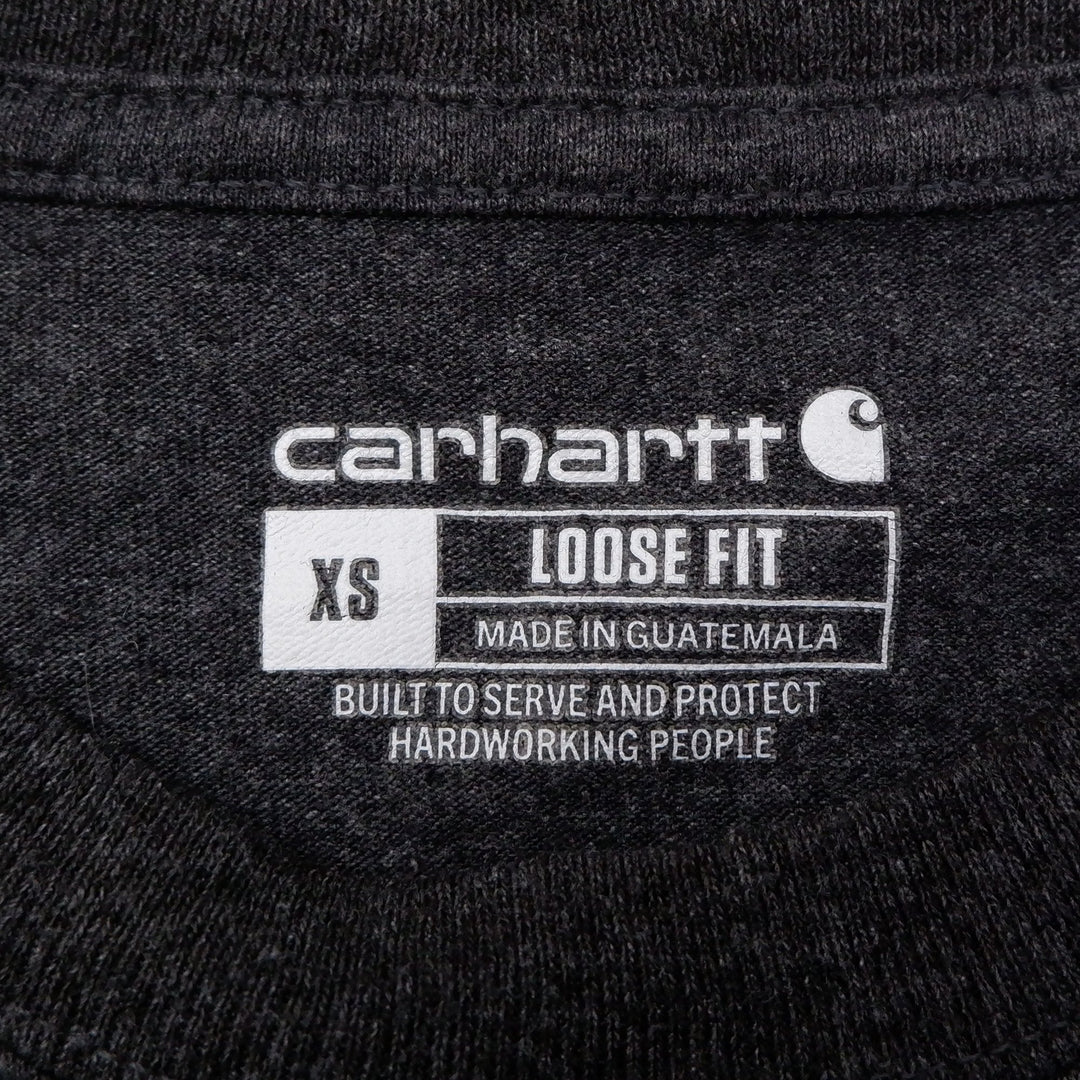 carhartt
XS
LOOSE FIT
MADE IN GUATEMALA
BUILT TO SERVE AND PROTECT
HARDWORKING PEOPLE